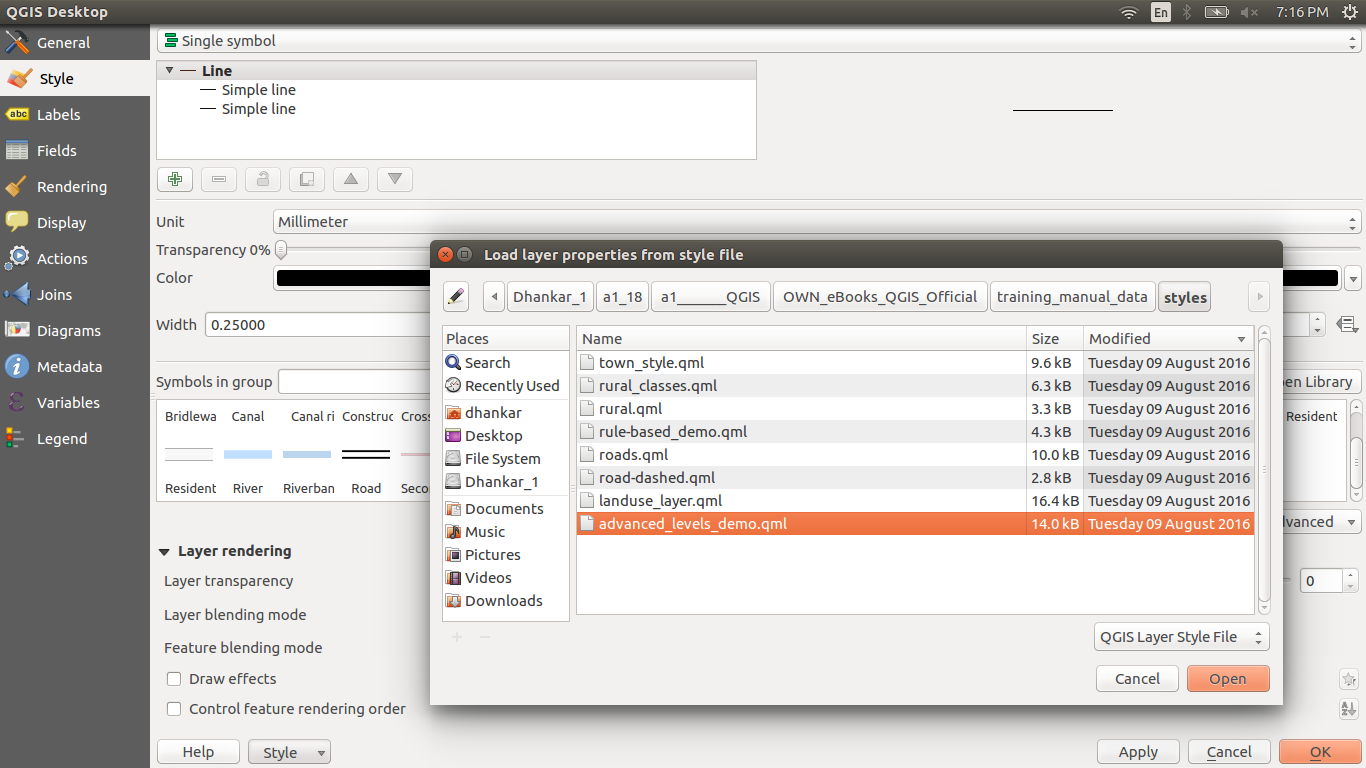 QGIS Desktop
En
7:16 PM
General
Style
Labels
abc
Fields
Rendering
Display
Actions
Joins
Diagrams
Metadata
Variables
Legend
Single symbol
Line
Simple line
Simple line
Unit
Millimeter
Transparency 0%
Color
Width
0.25000
Symbols in group
Open Library
Bridlewa Canal Canal ri Construc Cross
Resident
Resident River Riverban Road Seco
Advanced
Layer rendering
Layer transparency
0
Layer blending mode
Feature blending mode
Draw effects
Control feature rendering order
Help
Style
Apply
Cancel
OK
Load layer properties from style file
Dhankar_1
a1_18
a1_______QGIS
OWN_eBooks_QGIS_Official
training_manual_data
styles
Places
Search
Recently Used
dhankar
Desktop
File System
Dhankar_1
Documents
Music
Pictures
Videos
Downloads
Name Size Modified
town_style.qml 9.6 kB Tuesday 09 August 2016
rural_classes.qml 6.3 kB Tuesday 09 August 2016
rural.qml 3.3 kB Tuesday 09 August 2016
rule-based_demo.qml 4.3 kB Tuesday 09 August 2016
roads.qml 10.0 kB Tuesday 09 August 2016
road-dashed.qml 2.8 kB Tuesday 09 August 2016
landuse_layer.qml 16.4 kB Tuesday 09 August 2016
advanced_levels_demo.qml 14.0 kB Tuesday 09 August 2016
QGIS Layer Style File
Cancel
Open